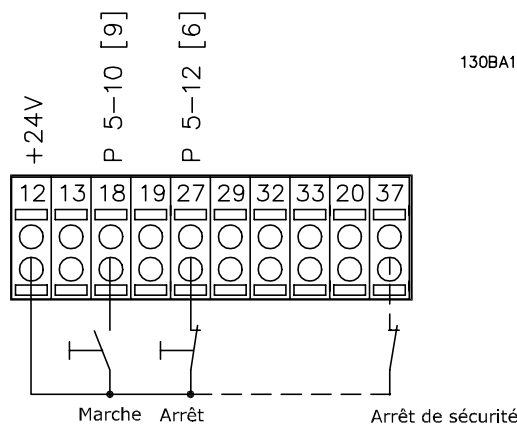 130BA1
+24V
P 5-10 [9]
P 5-12 [6]
12 13 18 19 27 29 32 33 20 37
Marche Arrêt Arrêt de sécurité